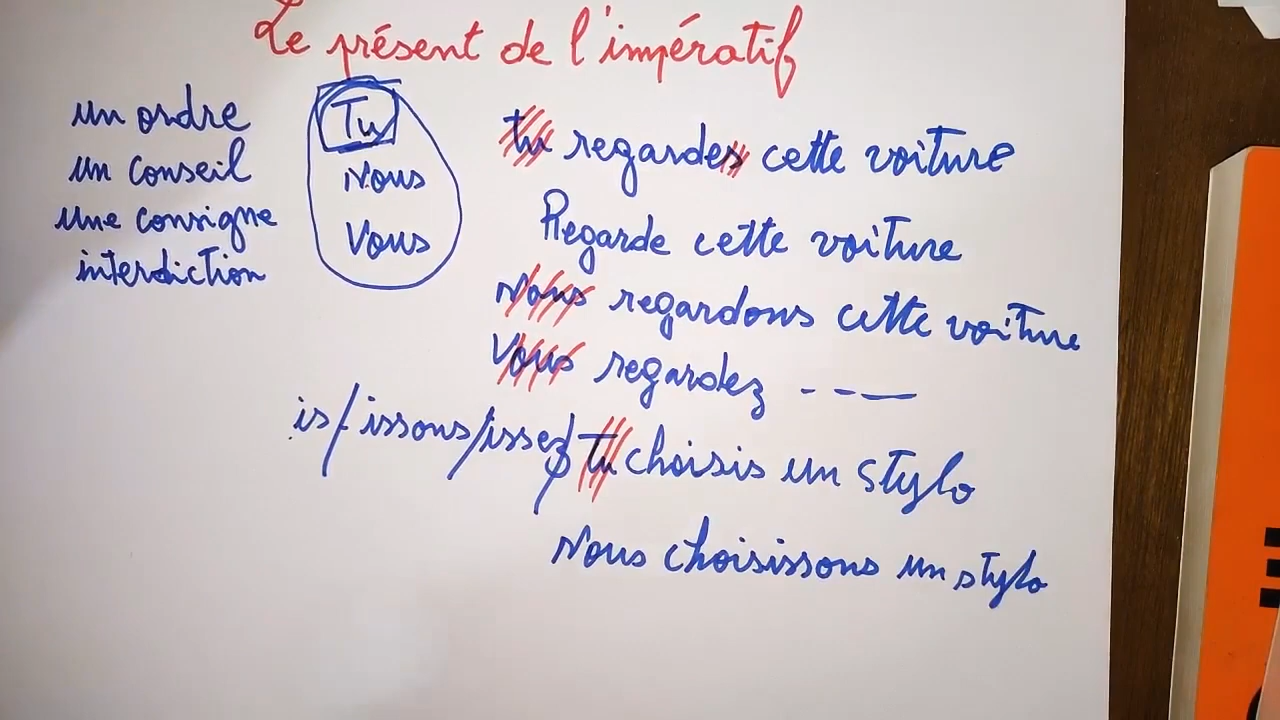 Le présent de l'impératif
un ordre
un conseil
une consigne
interdiction
Tu
Nous
Vous
tu regardes cette voiture
Regarde cette voiture
Nous regardons cette voiture
Vous regardez - - —
is/issons/issez
tu choisis un stylo
Nous choisissons un stylo